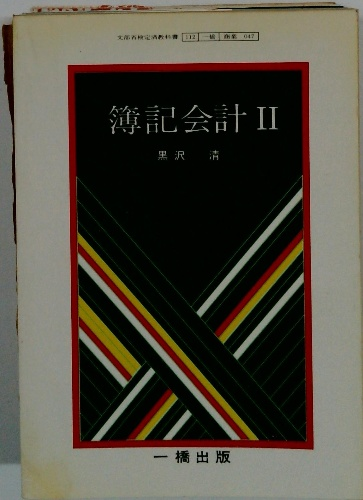 文部省検定済教科書 112 一橋 商業 047
簿記会計 II
黒沢 清
一橋出版